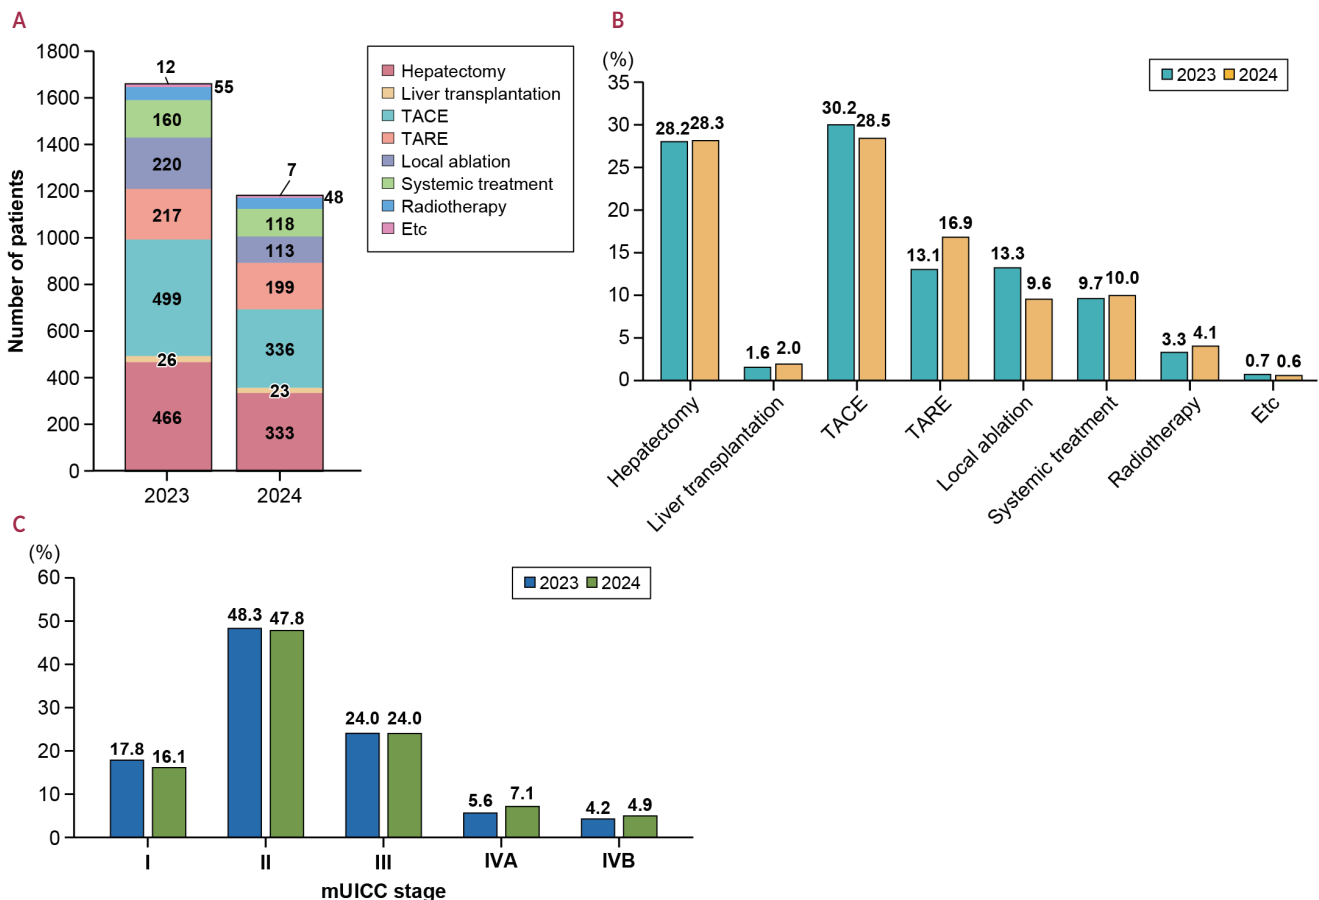 A
1800
1600
1400
1200
1000
800
600
400
200
0
Number of patients
12
55
160
220
217
499
26
466
7
48
118
113
199
336
23
333
2023
2024
Hepatectomy
Liver transplantation
TACE
TARE
Local ablation
Systemic treatment
Radiotherapy
Etc
B
(%)
2023 2024
35
30
25
20
15
10
5
0
28.2 28.3
1.6 2.0
30.2 28.5
13.1 16.9
13.3 9.6
9.7 10.0
3.3 4.1
0.7 0.6
Hepatectomy
Liver transplantation
TACE
TARE
Local ablation
Systemic treatment
Radiotherapy
Etc
C
(%)
2023 2024
60
50
40
30
20
10
0
17.8 16.1
48.3 47.8
24.0 24.0
5.6 7.1
4.2 4.9
I II III IVA IVB
mUICC stage